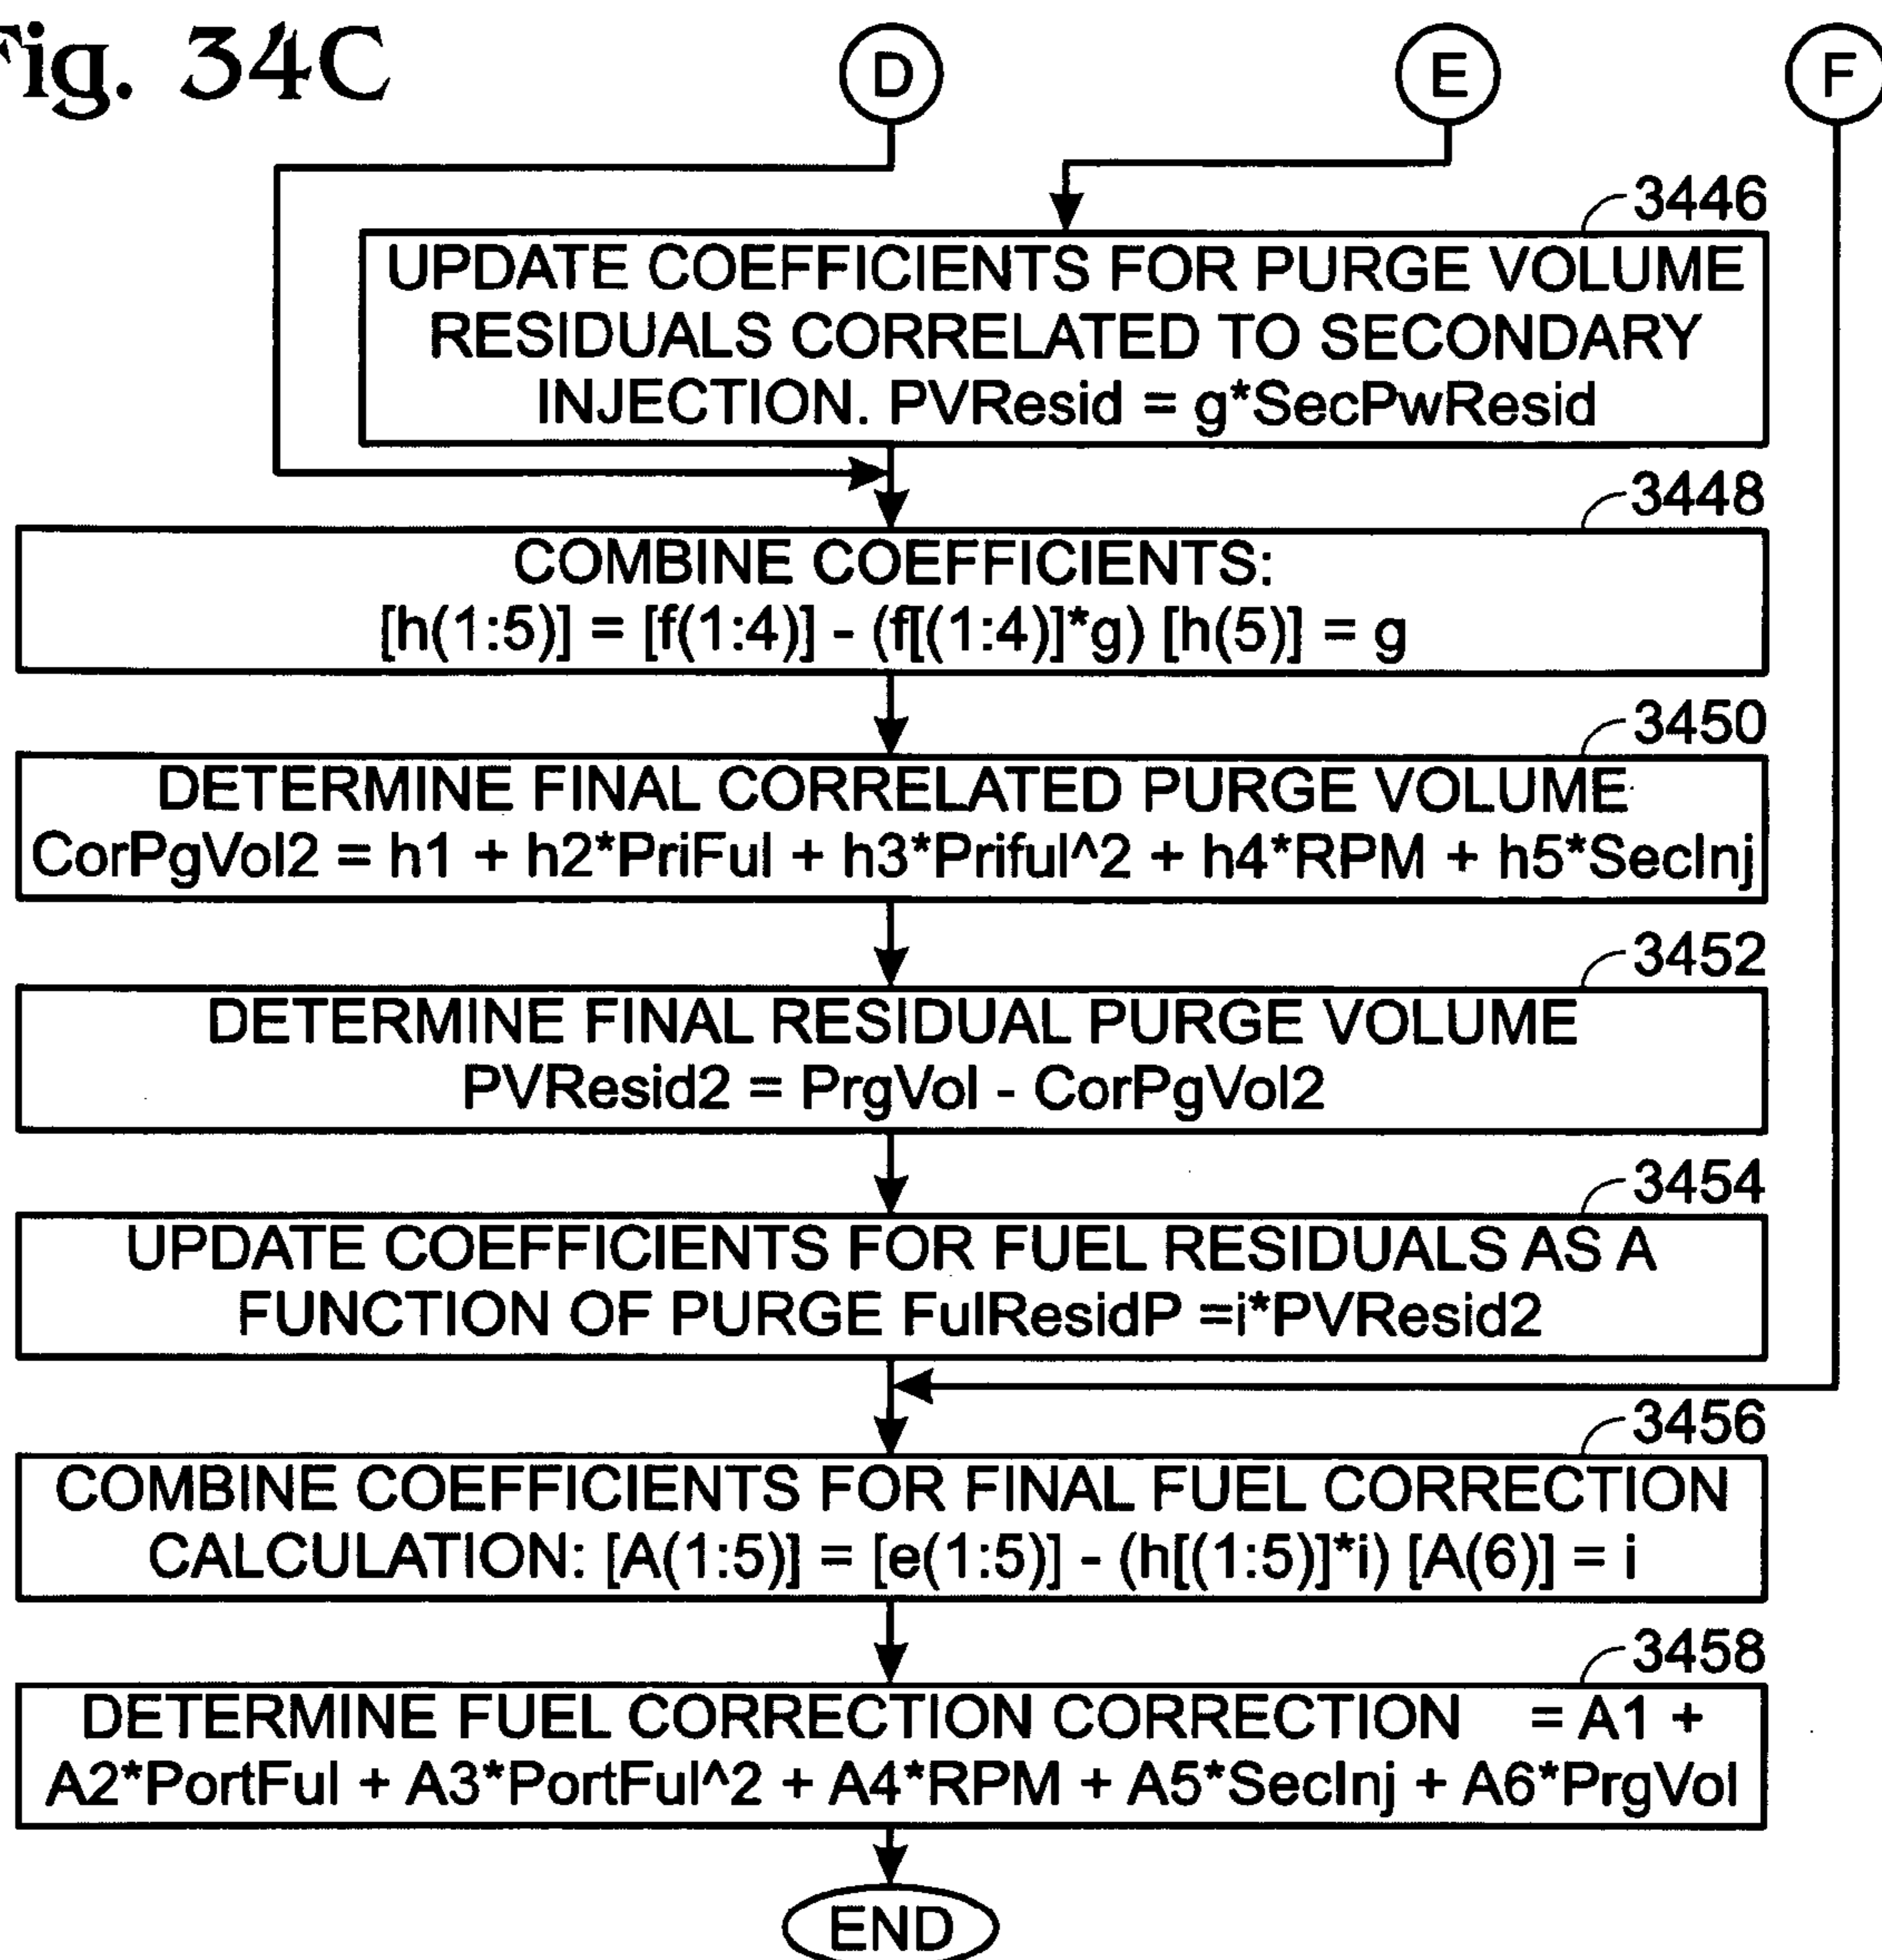 Fig. 34C
D
E
F
3446
UPDATE COEFFICIENTS FOR PURGE VOLUME
RESIDUALS CORRELATED TO SECONDARY
INJECTION. PVResid = g*SecPwResid
3448
COMBINE COEFFICIENTS:
[h(1:5)] = [f(1:4)] - (f[(1:4)]*g) [h(5)] = g
3450
DETERMINE FINAL CORRELATED PURGE VOLUME
CorPgVol2 = h1 + h2*PriFul + h3*Priful^2 + h4*RPM + h5*SecInj
3452
DETERMINE FINAL RESIDUAL PURGE VOLUME
PVResid2 = PrgVol - CorPgVol2
3454
UPDATE COEFFICIENTS FOR FUEL RESIDUALS AS A
FUNCTION OF PURGE FulResidP =i*PVResid2
3456
COMBINE COEFFICIENTS FOR FINAL FUEL CORRECTION
CALCULATION: [A(1:5)] = [e(1:5)] - (h[(1:5)]*i) [A(6)] = i
3458
DETERMINE FUEL CORRECTION CORRECTION = A1 +
A2*PortFul + A3*PortFul^2 + A4*RPM + A5*SecInj + A6*PrgVol
END